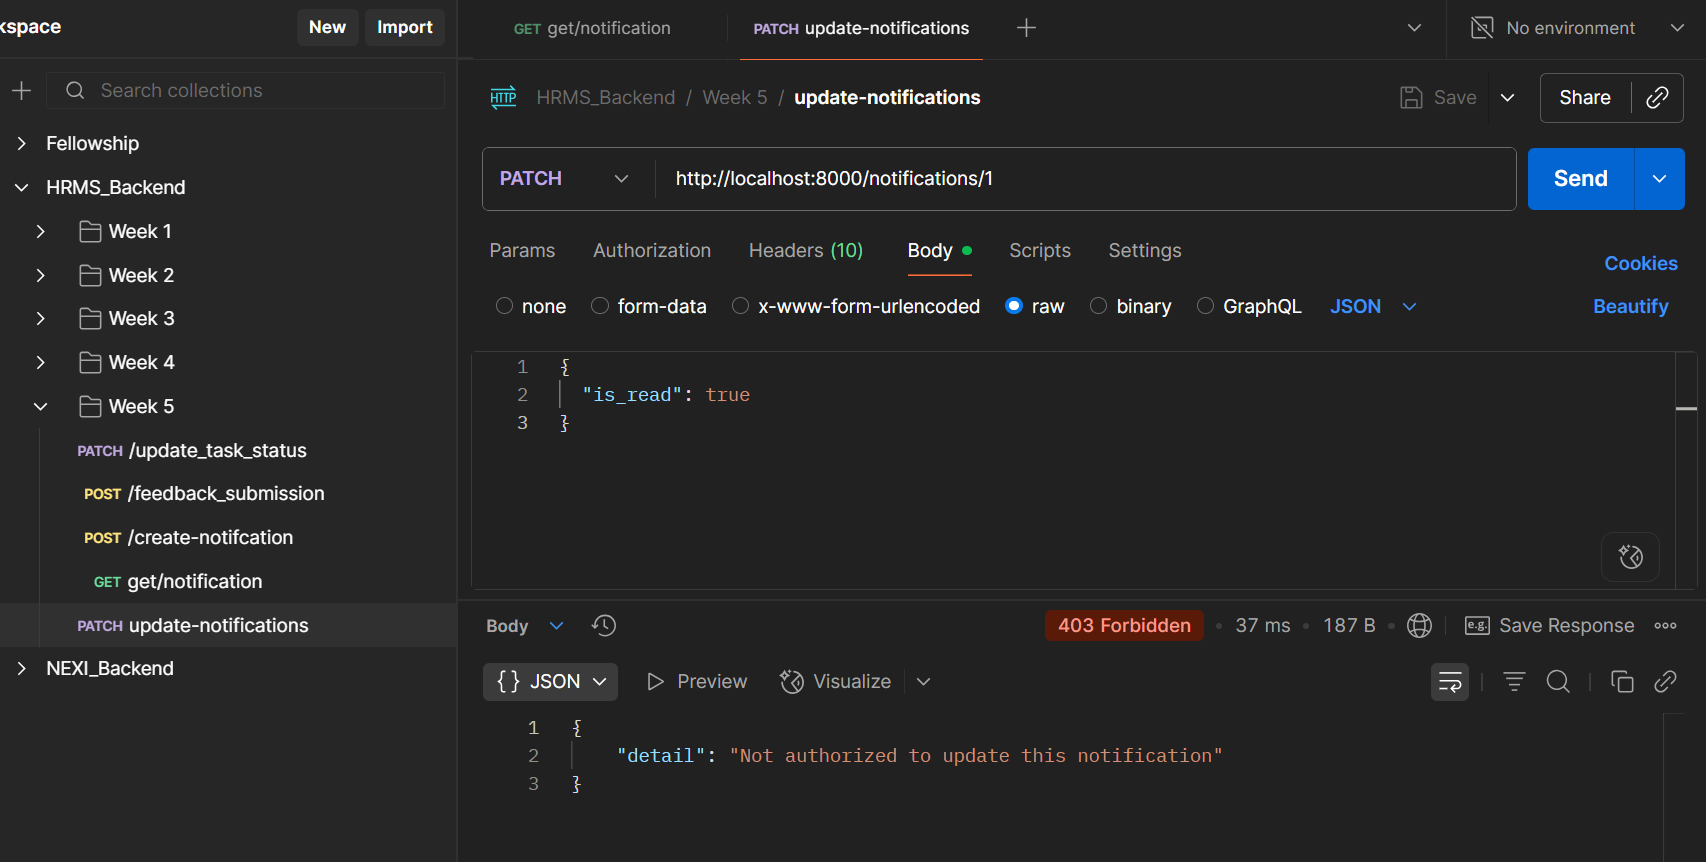 kspace
New
Import
GET get/notification
PATCH update-notifications
No environment
Search collections
HTTP
HRMS_Backend / Week 5 / update-notifications
Save
Share
Fellowship
HRMS_Backend
Week 1
Week 2
Week 3
Week 4
Week 5
PATCH /update_task_status
POST /feedback_submission
POST /create-notifcation
GET get/notification
PATCH update-notifications
NEXI_Backend
PATCH
http://localhost:8000/notifications/1
Send
Params
Authorization
Headers (10)
Body
Scripts
Settings
Cookies
none
form-data
x-www-form-urlencoded
raw
binary
GraphQL
JSON
Beautify
1 {
2 "is_read": true
3 }
Body
403 Forbidden
37 ms
187 B
e.g.
Save Response
{} JSON
Preview
Visualize
1 {
2 "detail": "Not authorized to update this notification"
3 }